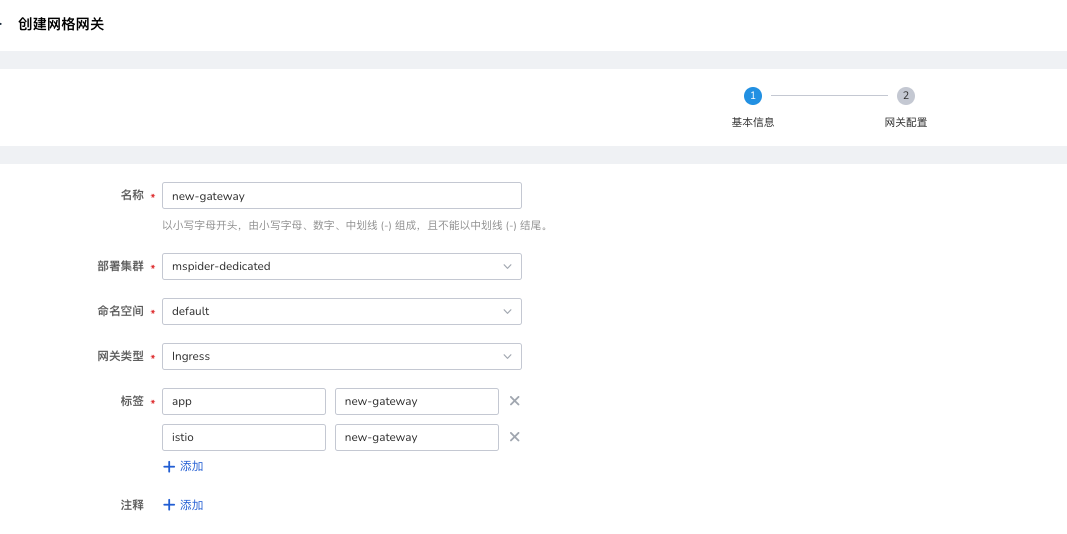 创建网格网关
1
2
基本信息
网关配置
名称 * new-gateway
以小写字母开头，由小写字母、数字、中划线 (-) 组成，且不能以中划线 (-) 结尾。
部署集群 * mspider-dedicated
命名空间 * default
网关类型 * Ingress
标签 * app new-gateway
istio new-gateway
+ 添加
注释 + 添加